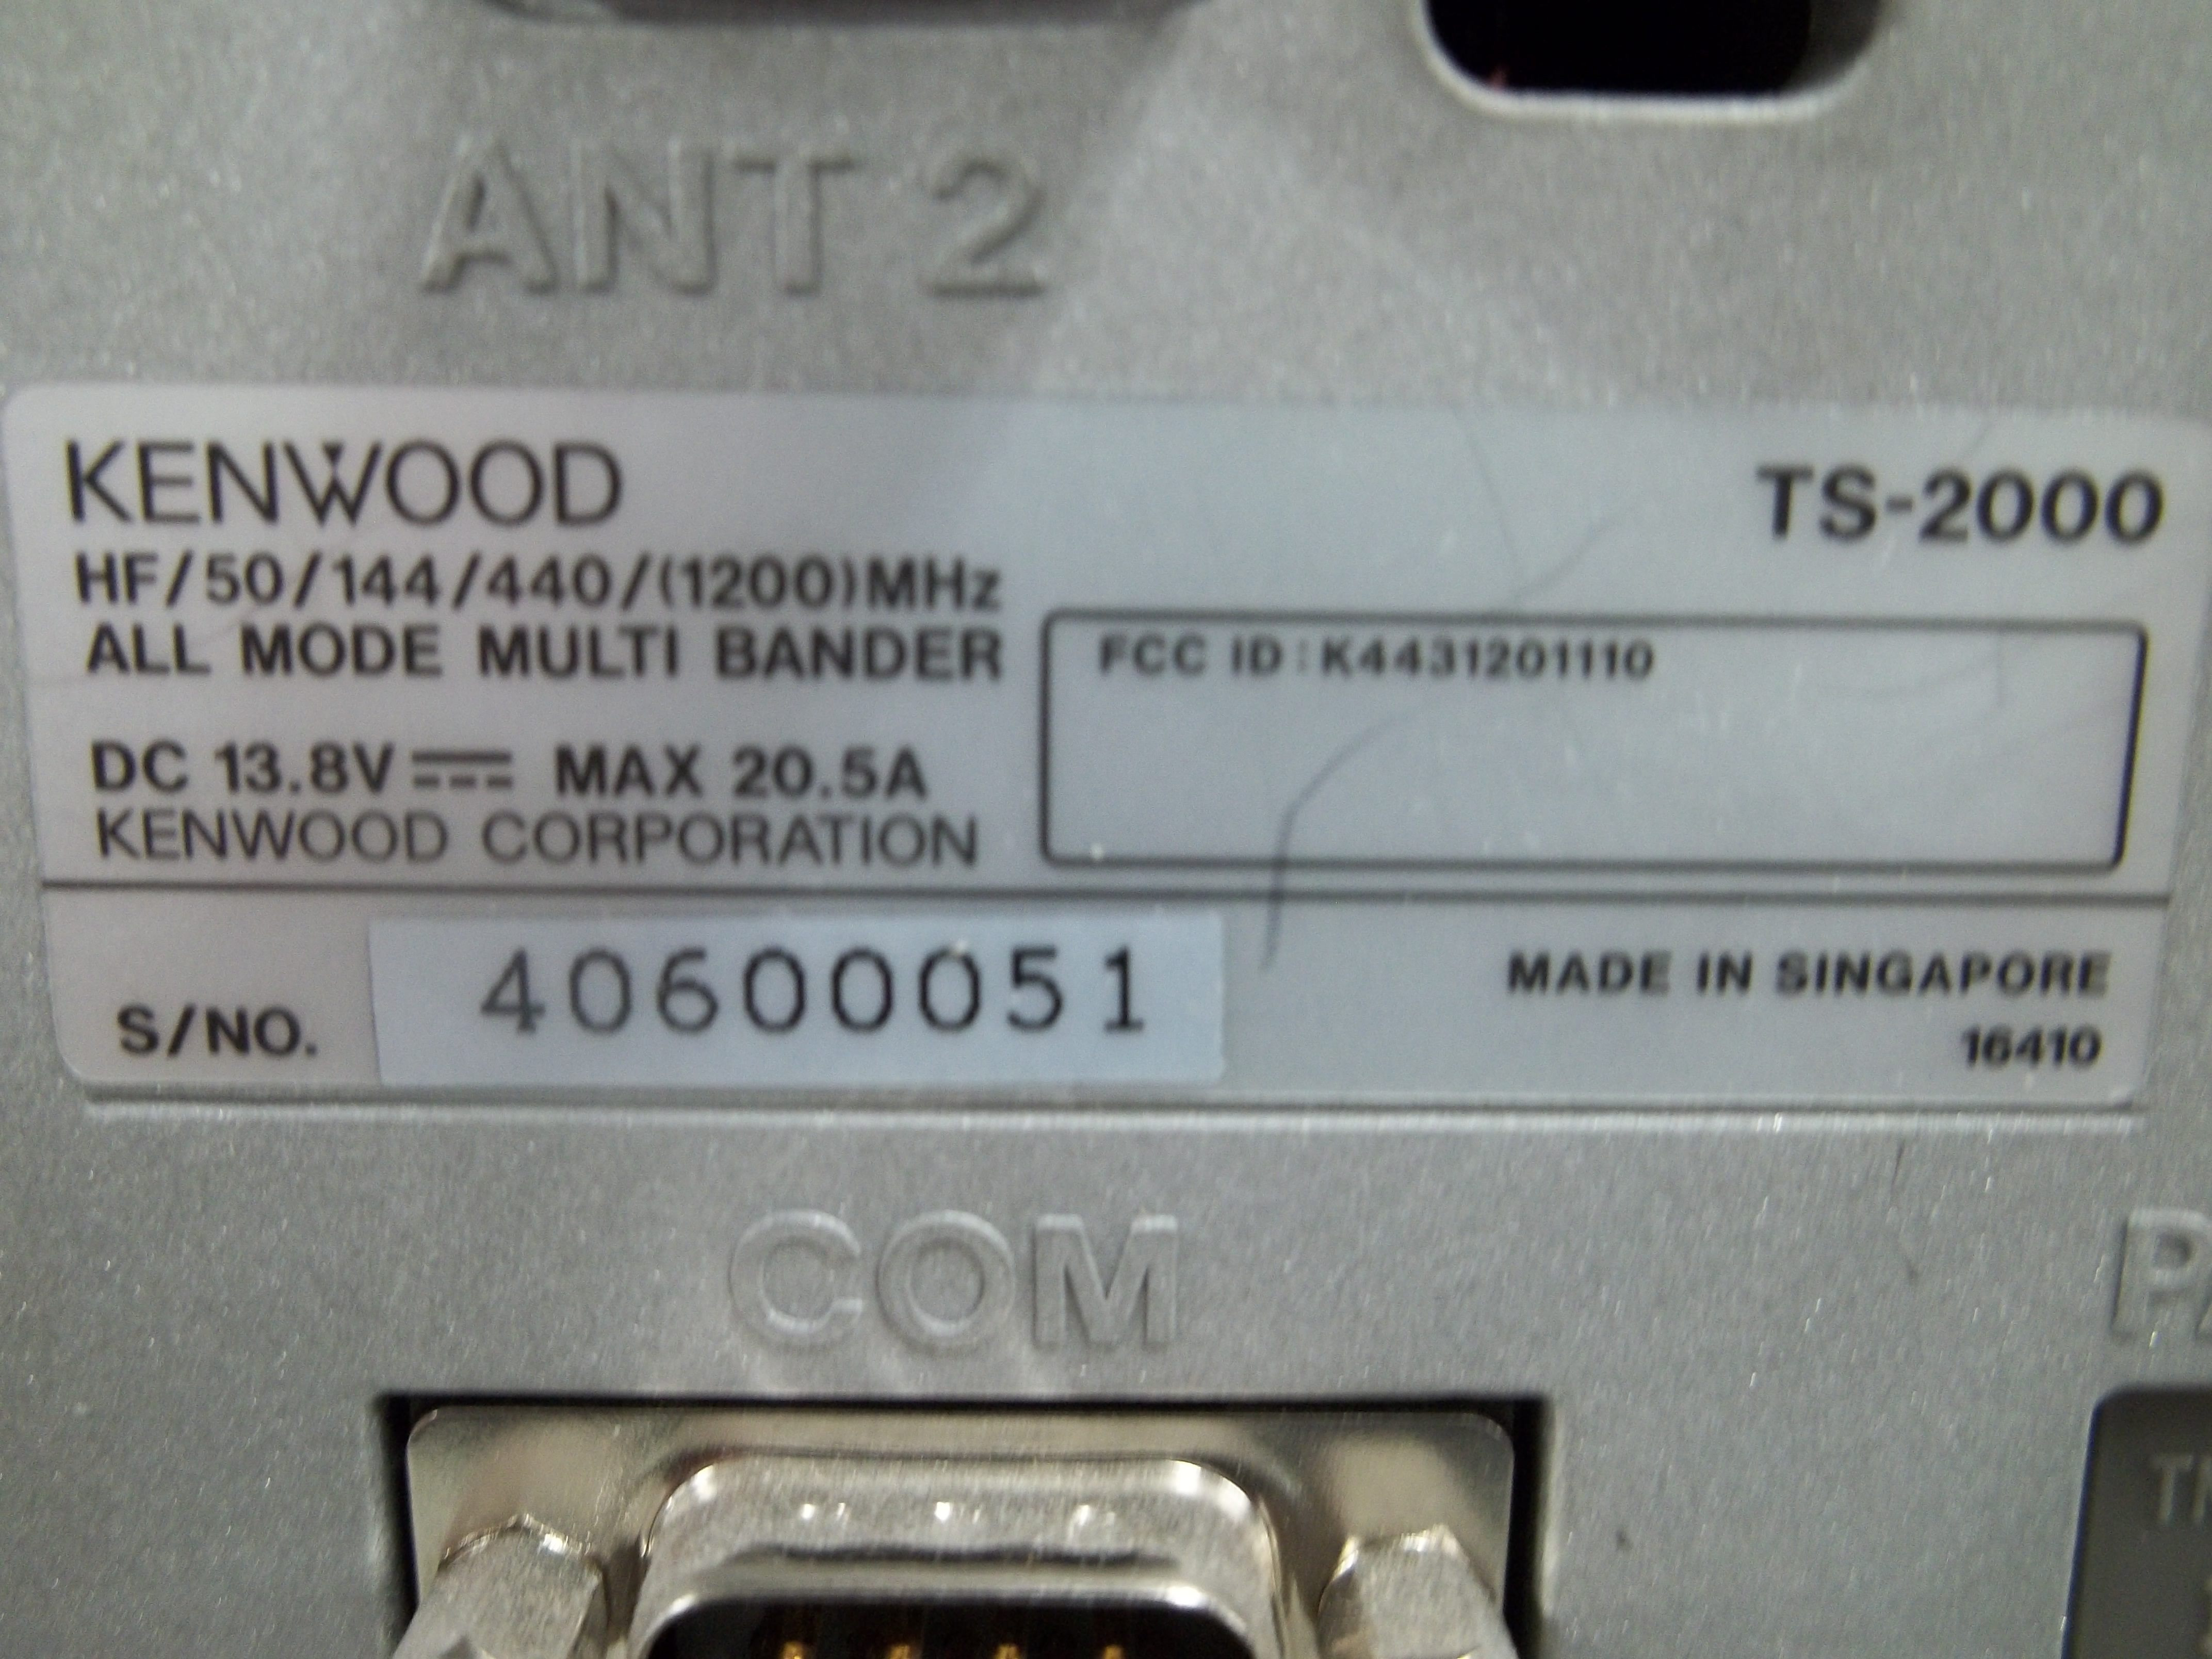 ANT 2
KENWOOD
TS-2000
HF/50/144/440/(1200)MHz
ALL MODE MULTI BANDER
FCC ID:K4431201110
DC 13.8V MAX 20.5A
KENWOOD CORPORATION
S/NO. 40600051
MADE IN SINGAPORE
16410
COM